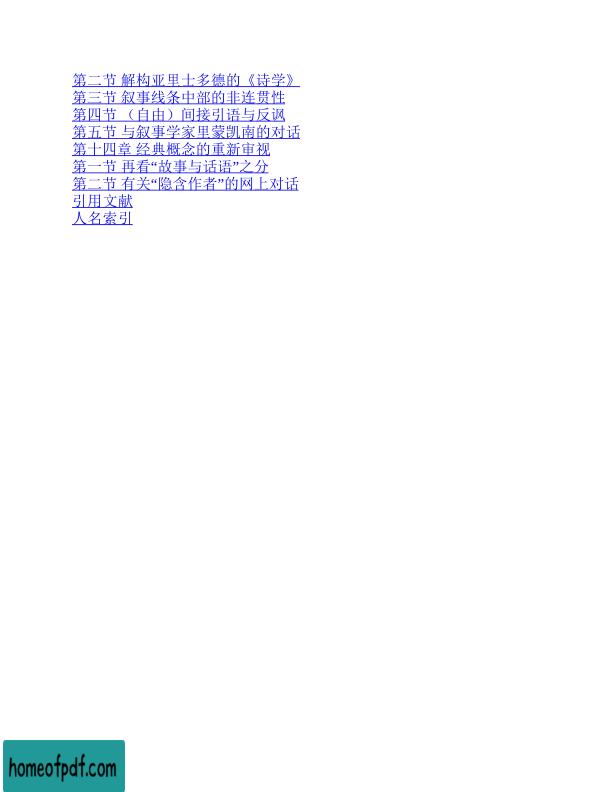 第二节 解构亚里士多德的《诗学》
第三节 叙事线条中部的非连贯性
第四节 （自由）间接引语与反讽
第五节 与叙事学家里蒙凯南的对话
第十四章 经典概念的重新审视
第一节 再看“故事与话语”之分
第二节 有关“隐含作者”的网上对话
引用文献
人名索引
homeofpdf.com